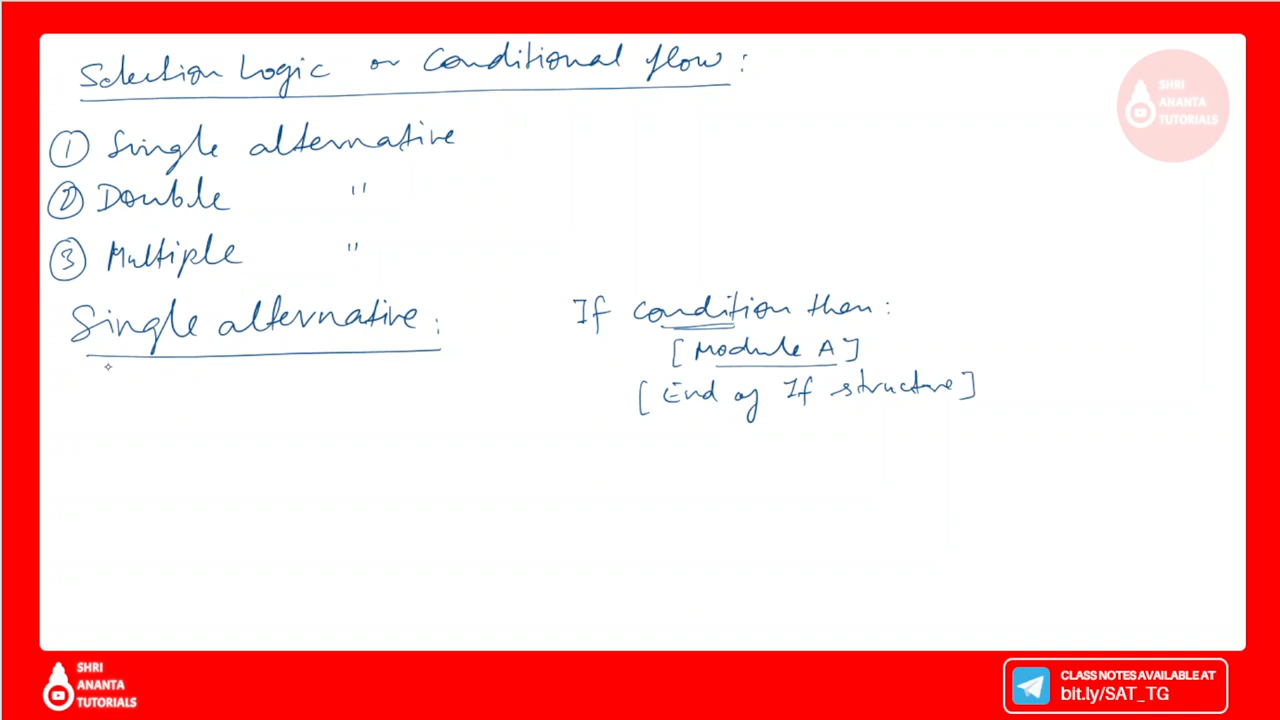 Selection Logic or Conditional flow:
① Single alternative
② Double "
③ Multiple "
Single alternative:
If condition then:
[Module A]
[End of If structure]
SHRI
ANANTA
TUTORIALS
SHRI
ANANTA
TUTORIALS
CLASS NOTES AVAILABLE AT
bit.ly/SAT_TG